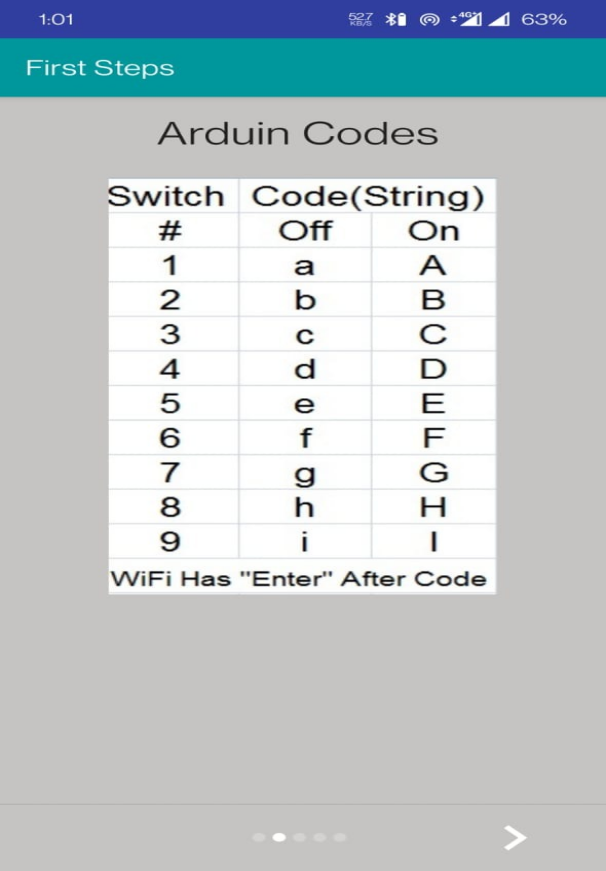 1:01 527 KB/S 4G+ 63%
First Steps
Arduin Codes
Switch Code(String)
# Off On
1 a A
2 b B
3 c C
4 d D
5 e E
6 f F
7 g G
8 h H
9 i I
WiFi Has "Enter" After Code